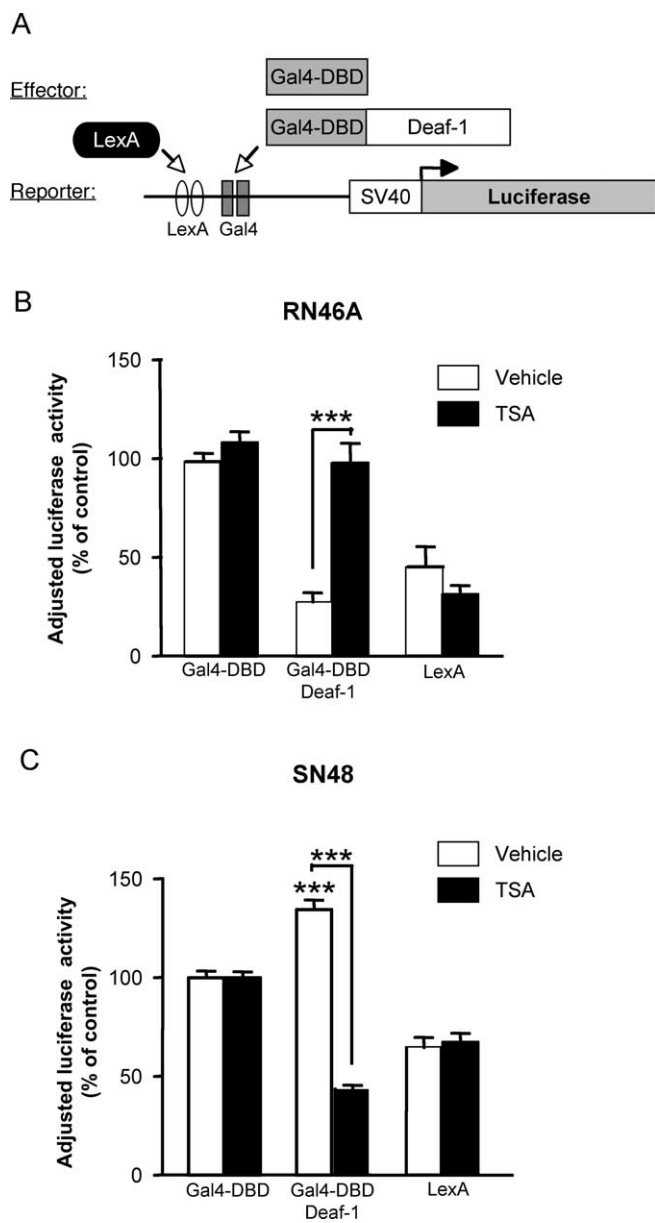 A
Effector:
Gal4-DBD
Gal4-DBD Deaf-1
LexA
Reporter:
SV40 Luciferase
LexA Gal4
B
RN46A
Adjusted luciferase activity
(% of control)
150
100
50
0
Vehicle
TSA
***
Gal4-DBD Gal4-DBD LexA
Deaf-1
C
SN48
Adjusted luciferase activity
(% of control)
150
100
50
0
Vehicle
TSA
***
***
Gal4-DBD Gal4-DBD LexA
Deaf-1